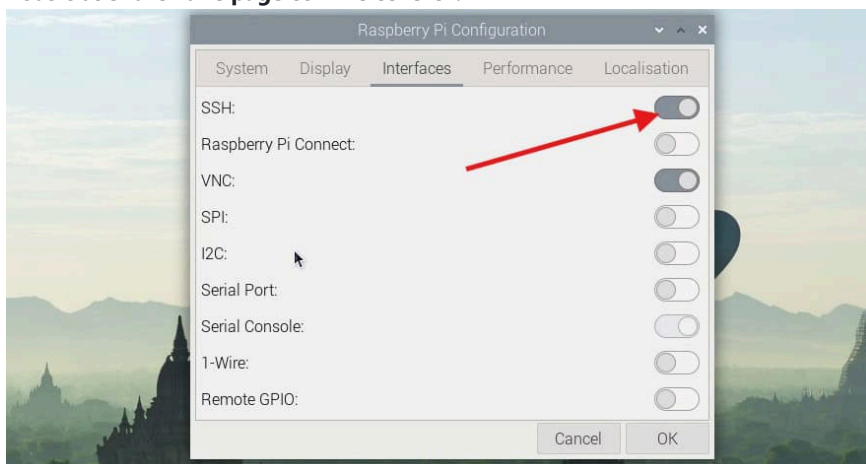 Raspberry Pi Configuration
System Display Interfaces Performance Localisation
SSH:
Raspberry Pi Connect:
VNC:
SPI:
I2C:
Serial Port:
Serial Console:
1-Wire:
Remote GPIO:
Cancel OK